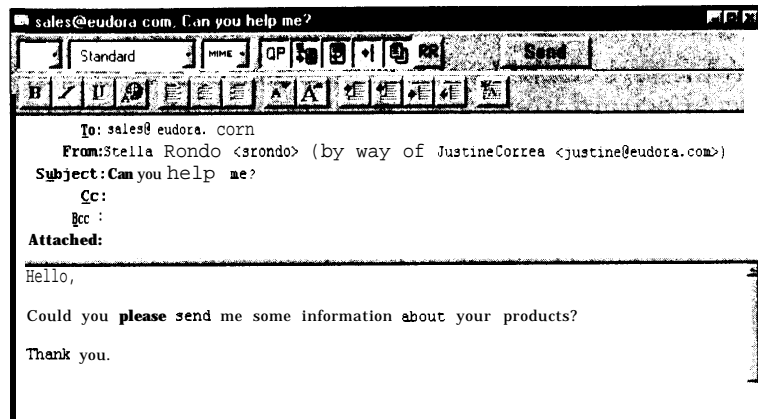 sales@eudora com, Can you help me?
Standard MIME QP RR Send
B I U A A
To: sales@ eudora. corn
From:Stella Rondo <srondo> (by way of JustineCorrea <justine@eudora.com>)
Subject: Can you help me?
Cc:
Bcc :
Attached:
Hello,
Could you please send me some information about your products?
Thank you.